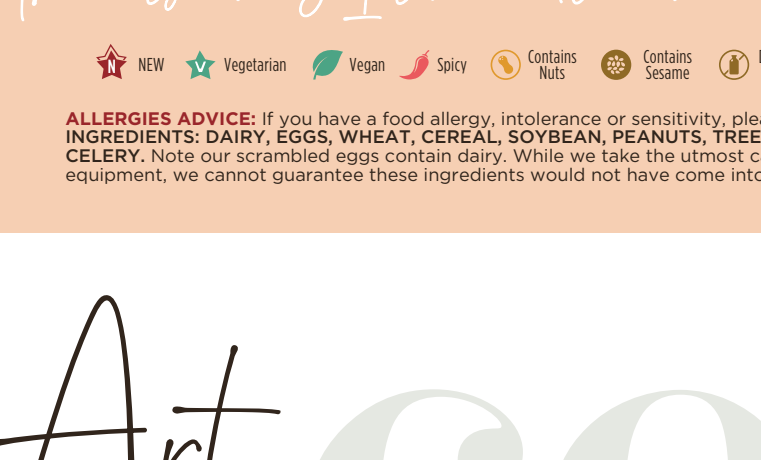 N NEW V Vegetarian Vegan Spicy Contains Nuts Contains Sesame
ALLERGIES ADVICE: If you have a food allergy, intolerance or sensitivity,
INGREDIENTS: DAIRY, EGGS, WHEAT, CEREAL, SOYBEAN, PEANUTS, TREE
CELERY. Note our scrambled eggs contain dairy. While we take the utmost
equipment, we cannot guarantee these ingredients would not have come
Art